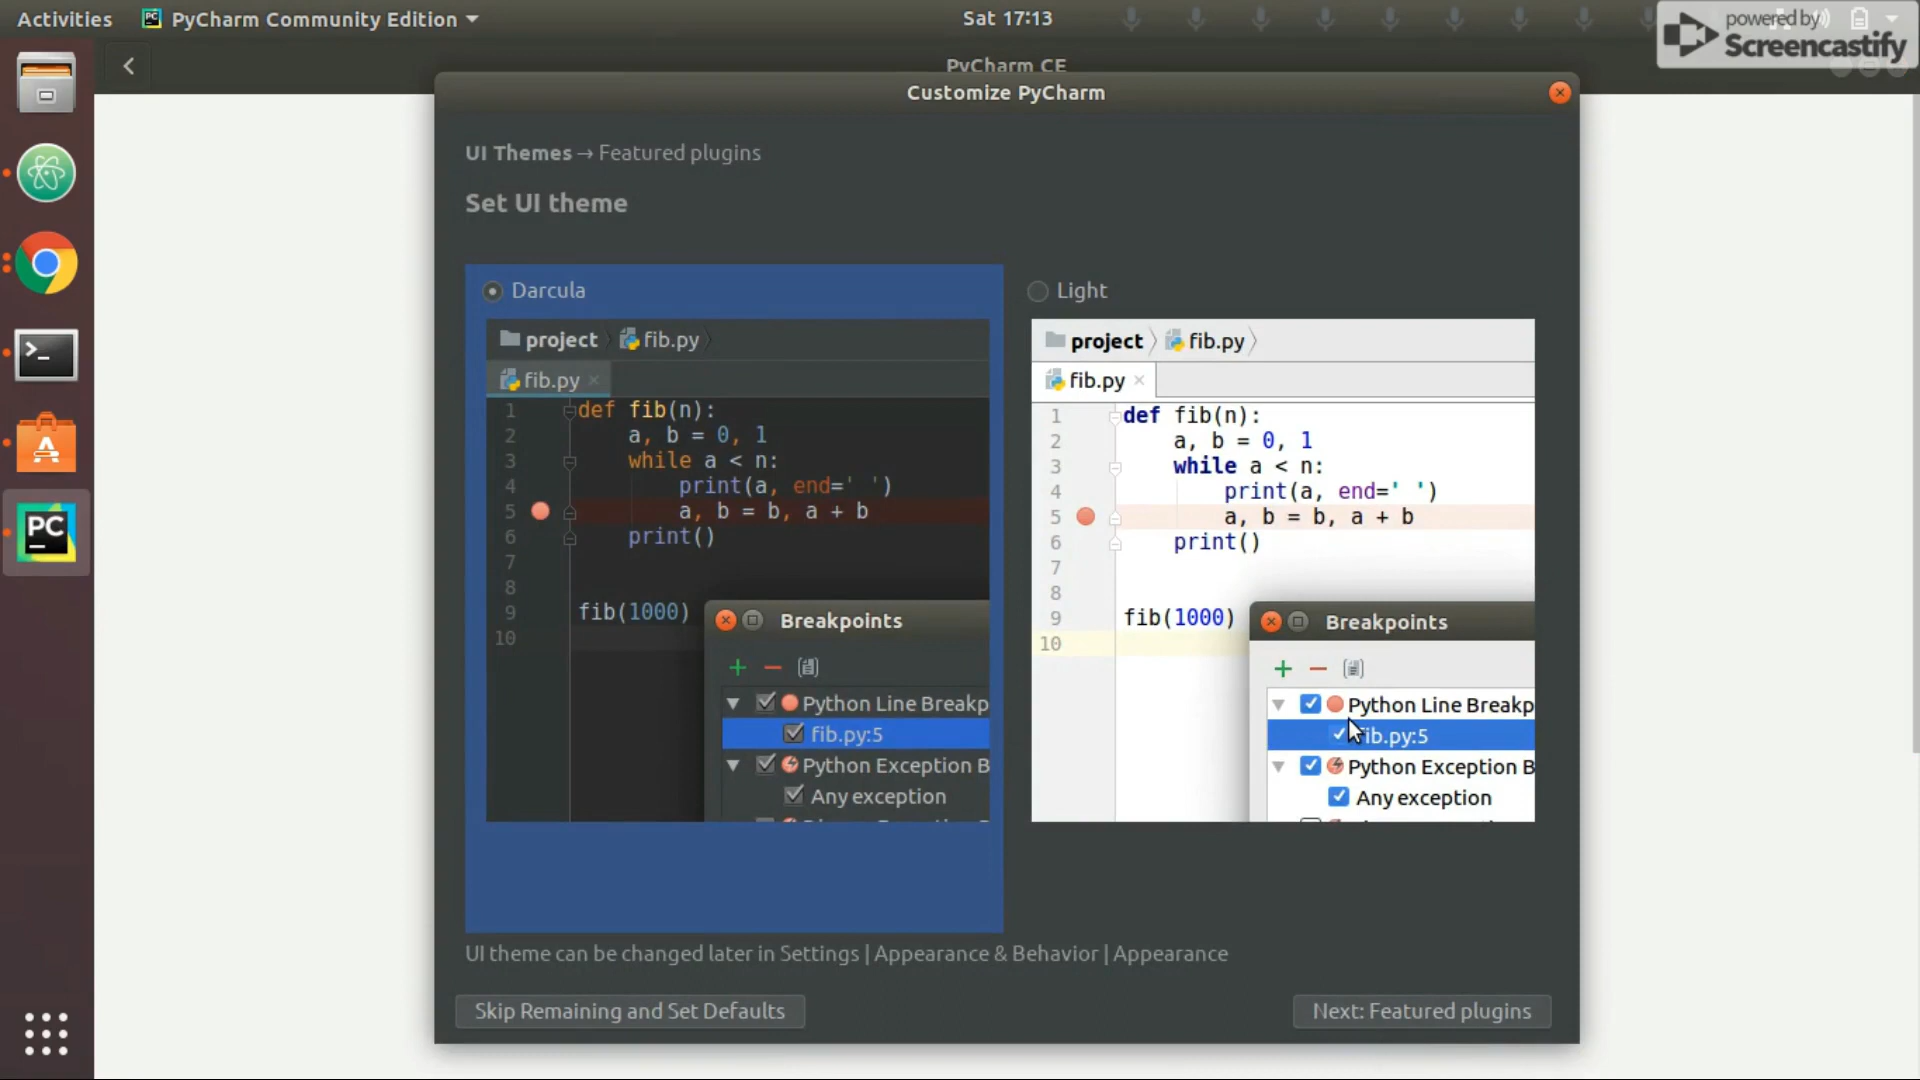 Activities
PyCharm Community Edition
Sat 17:13
powered by
Screencastify
PyCharm CE
Customize PyCharm
UI Themes → Featured plugins
Set UI theme
Darcula
project
fib.py
fib.py
1 def fib(n):
2 a, b = 0, 1
3 while a < n:
4 print(a, end=' ')
5 a, b = b, a + b
6 print()
7
8
9 fib(1000)
10
Breakpoints
Python Line Breakp
fib.py:5
Python Exception B
Any exception
Light
project
fib.py
fib.py
1 def fib(n):
2 a, b = 0, 1
3 while a < n:
4 print(a, end=' ')
5 a, b = b, a + b
6 print()
7
8
9 fib(1000)
10
Breakpoints
Python Line Breakp
fib.py:5
Python Exception B
Any exception
UI theme can be changed later in Settings | Appearance & Behavior | Appearance
Skip Remaining and Set Defaults
Next: Featured plugins
PC